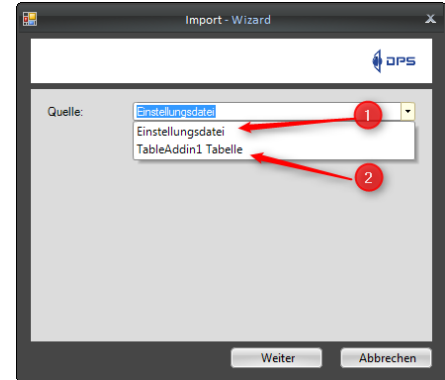 Import - Wizard
x
DPS
Quelle:
Einstellungsdatei
1
Einstellungsdatei
TableAddin1 Tabelle
2
Weiter
Abbrechen